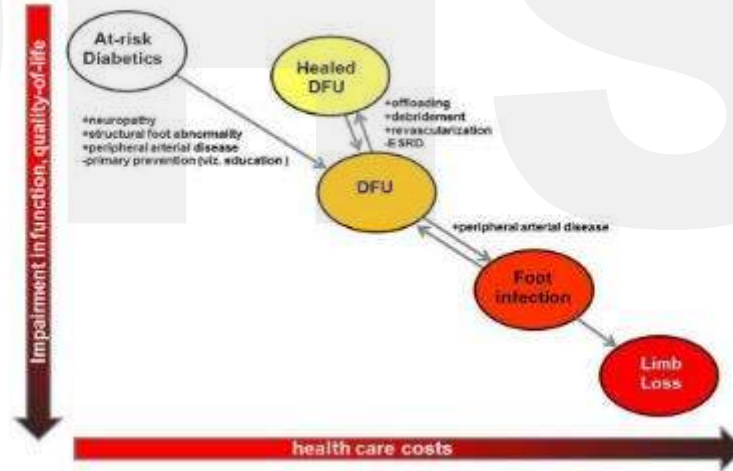 At-risk
Diabetics
Healed
DFU
+neuropathy
+structural foot abnormality
+peripheral arterial disease
-primary prevention (viz. education )
+offloading
+debridement
+revascularization
-ESRD
DFU
+peripheral arterial disease
Foot
infection
Limb
Loss
Impairment in function, quality-of-life
health care costs